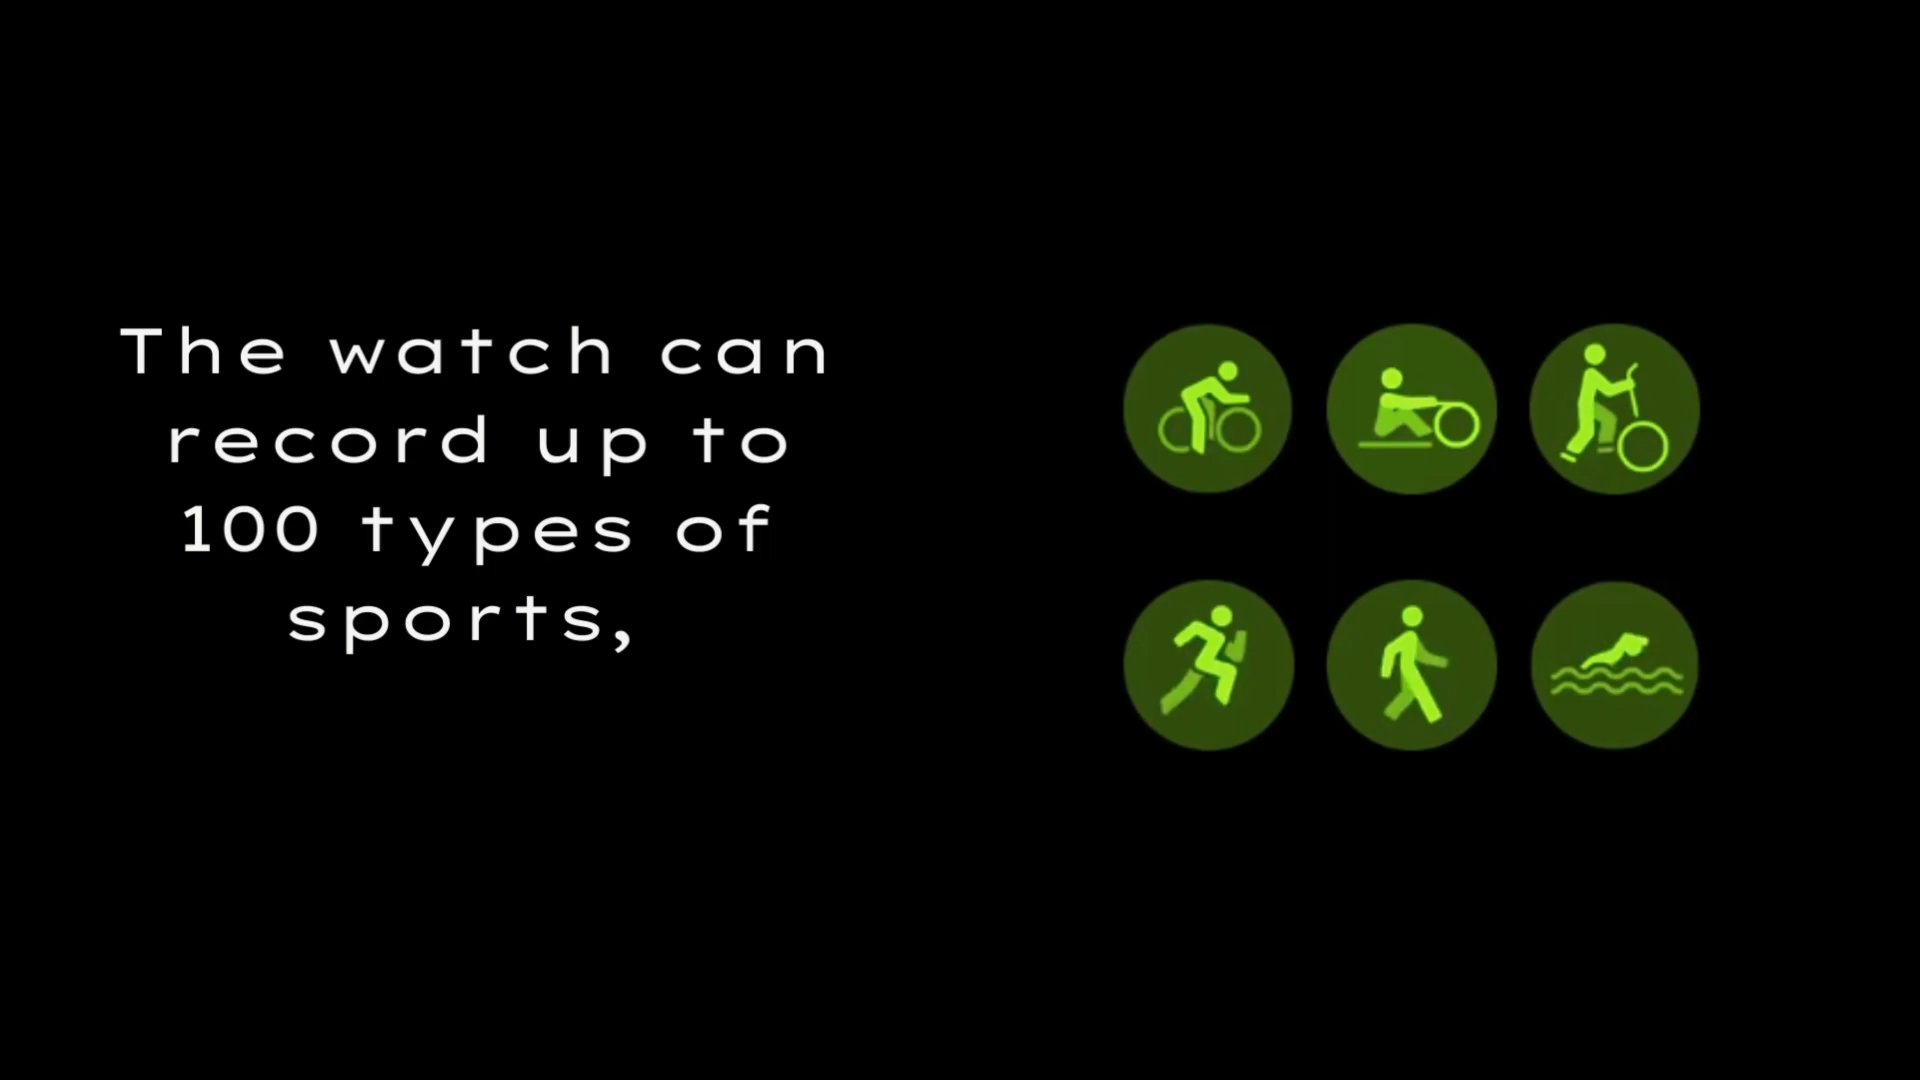 The watch can
record up to
100 types of
sports,